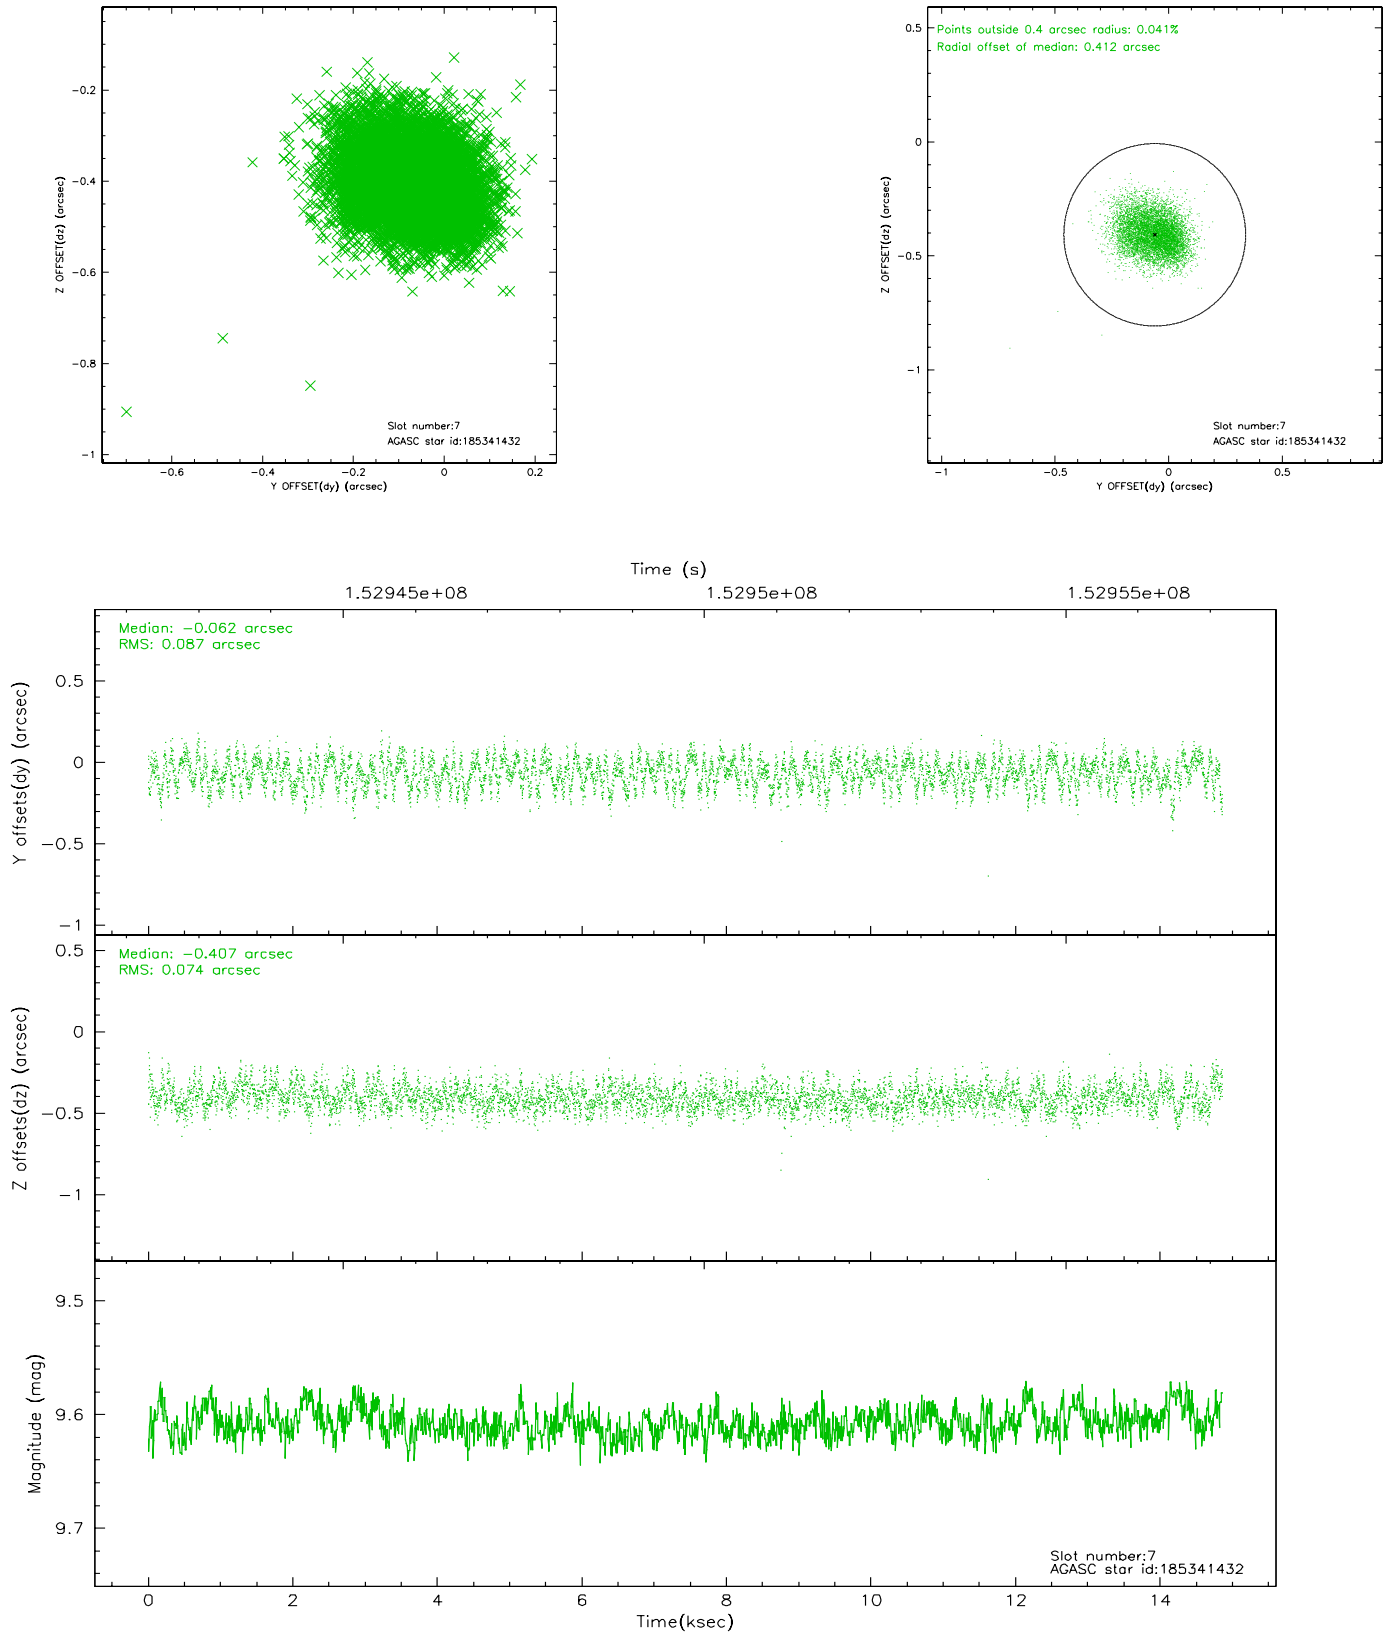 -0.2
-0.4
-0.6
-0.8
-1
Z OFFSET(dz) (arcsec)
Slot number:7
AGASC star id:185341432
-0.6 -0.4 -0.2 0 0.2
Y OFFSET(dy) (arcsec)
Points outside 0.4 arcsec radius: 0.041%
Radial offset of median: 0.412 arcsec
0.5
0
-0.5
-1
Z OFFSET(dz) (arcsec)
Slot number:7
AGASC star id:185341432
-1 -0.5 0 0.5
Y OFFSET(dy) (arcsec)
Time (s)
1.52945e+08 1.5295e+08 1.52955e+08
Median: -0.062 arcsec
RMS: 0.087 arcsec
0.5
0
-0.5
-1
Y offsets(dy) (arcsec)
Median: -0.407 arcsec
RMS: 0.074 arcsec
0.5
0
-0.5
-1
Z offsets(dz) (arcsec)
9.5
9.6
9.7
Magnitude (mag)
Slot number:7
AGASC star id:185341432
0 2 4 6 8 10 12 14
Time(ksec)